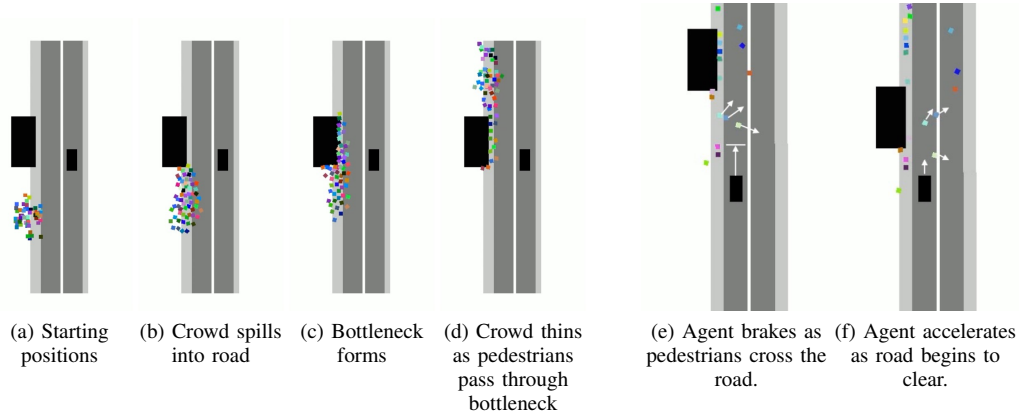 (a) Starting
positions
(b) Crowd spills
into road
(c) Bottleneck
forms
(d) Crowd thins
as pedestrians
pass through
bottleneck
(e) Agent brakes as
pedestrians cross the
road.
(f) Agent accelerates
as road begins to
clear.